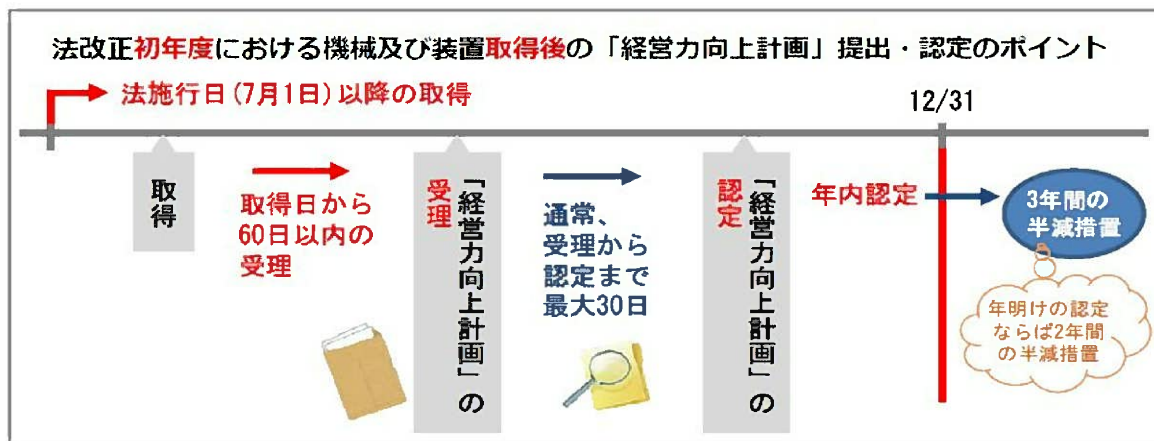 法改正初年度における機械及び装置取得後の「経営力向上計画」提出・認定のポイント
法施行日(7月1日)以降の取得
12/31
取得
取得日から
60日以内の
受理
「経営力向上計画」の
受理
通常、
受理から
認定まで
最大30日
「経営力向上計画」の
認定
年内認定
3年間の
半減措置
年明けの認定
ならば2年間
の半減措置